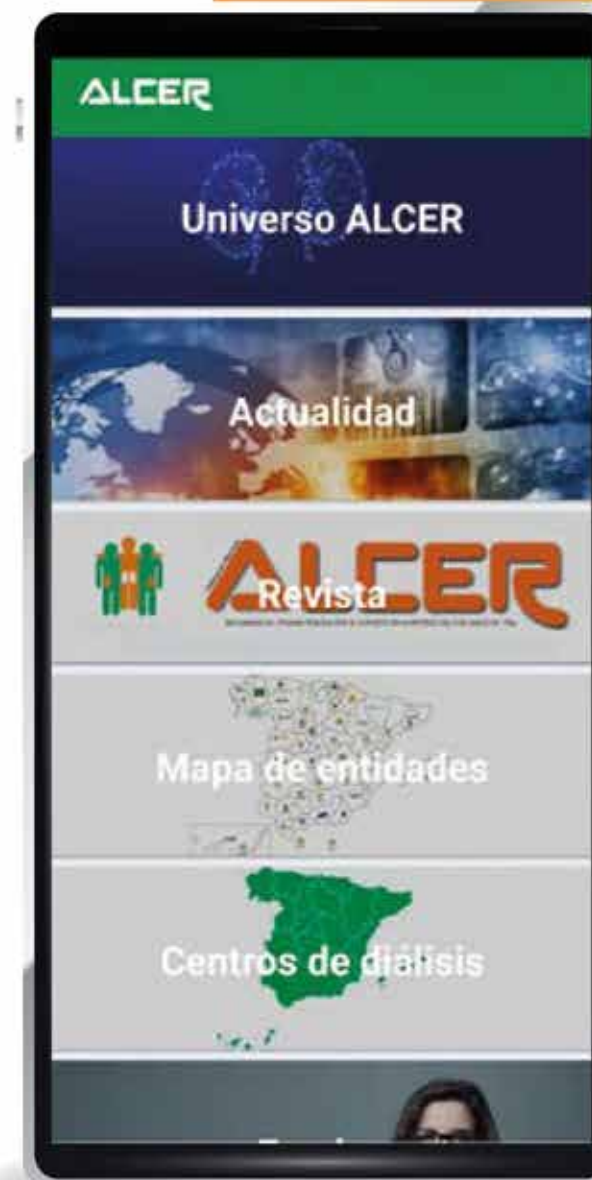 ALCER
Universo ALCER
Actualidad
ALCER
Revista
Mapa de entidades
Centros de diálisis